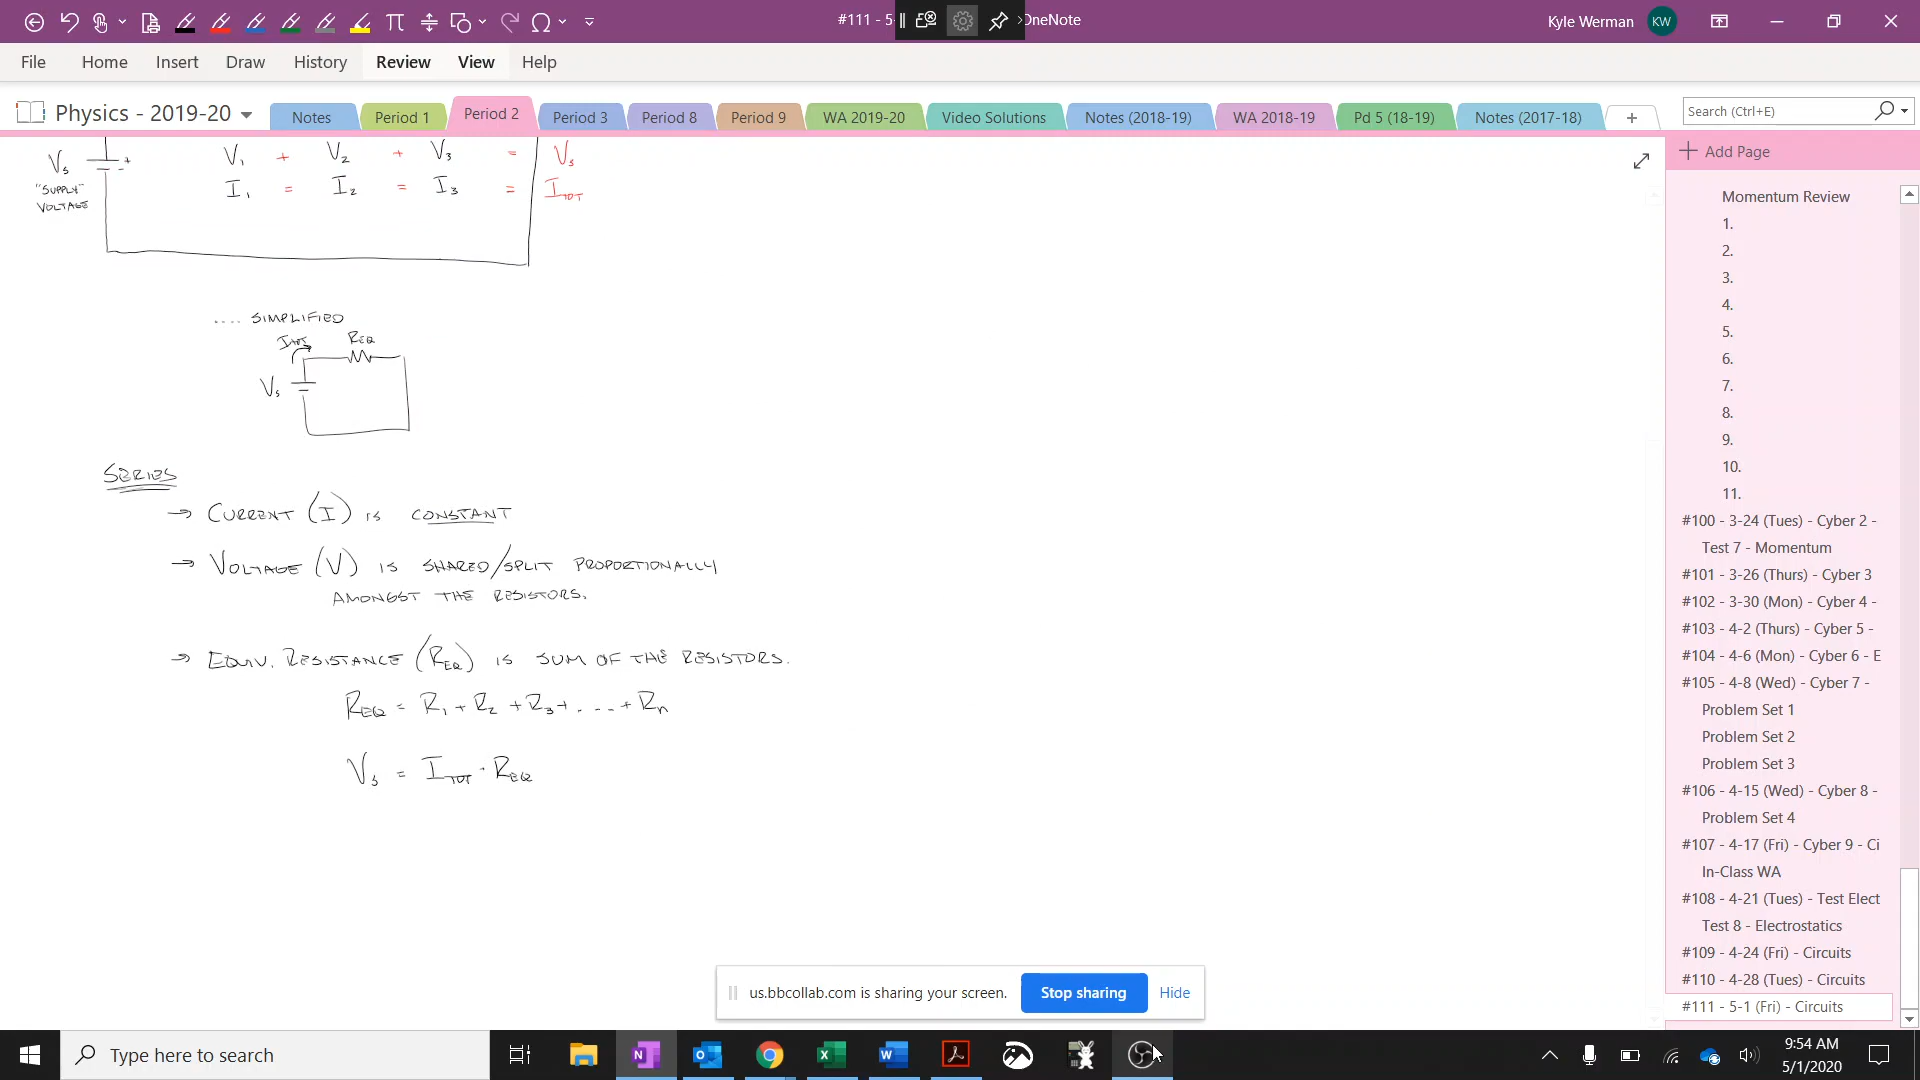 #111 - 5- OneNote
Kyle Werman KW
File Home Insert Draw History Review View Help
Physics - 2019-20
Notes Period 1 Period 2 Period 3 Period 8 Period 9 WA 2019-20 Video Solutions Notes (2018-19) WA 2018-19 Pd 5 (18-19) Notes (2017-18) +
Search (Ctrl+E)
Vs + -
"SUPPLY"
VOLTAGE
V1 + V2 + V3 = Vs
I1 = I2 = I3 = ITOT
.... SIMPLIFIED
ITOT REQ
Vs
SERIES
→ CURRENT (I) IS CONSTANT
→ VOLTAGE (V) IS SHARED/SPLIT PROPORTIONALLY
AMONGST THE RESISTORS.
→ EQUIV. RESISTANCE (REQ) IS SUM OF THE RESISTORS.
REQ = R1 + R2 + R3 + .... + Rn
Vs = ITOT · REQ
Add Page
Momentum Review
1.
2.
3.
4.
5.
6.
7.
8.
9.
10.
11.
#100 - 3-24 (Tues) - Cyber 2 -
Test 7 - Momentum
#101 - 3-26 (Thurs) - Cyber 3
#102 - 3-30 (Mon) - Cyber 4 -
#103 - 4-2 (Thurs) - Cyber 5 -
#104 - 4-6 (Mon) - Cyber 6 - E
#105 - 4-8 (Wed) - Cyber 7 -
Problem Set 1
Problem Set 2
Problem Set 3
#106 - 4-15 (Wed) - Cyber 8 -
Problem Set 4
#107 - 4-17 (Fri) - Cyber 9 - Ci
In-Class WA
#108 - 4-21 (Tues) - Test Elect
Test 8 - Electrostatics
#109 - 4-24 (Fri) - Circuits
#110 - 4-28 (Tues) - Circuits
#111 - 5-1 (Fri) - Circuits
us.bbcollab.com is sharing your screen. Stop sharing Hide
Type here to search
9:54 AM
5/1/2020